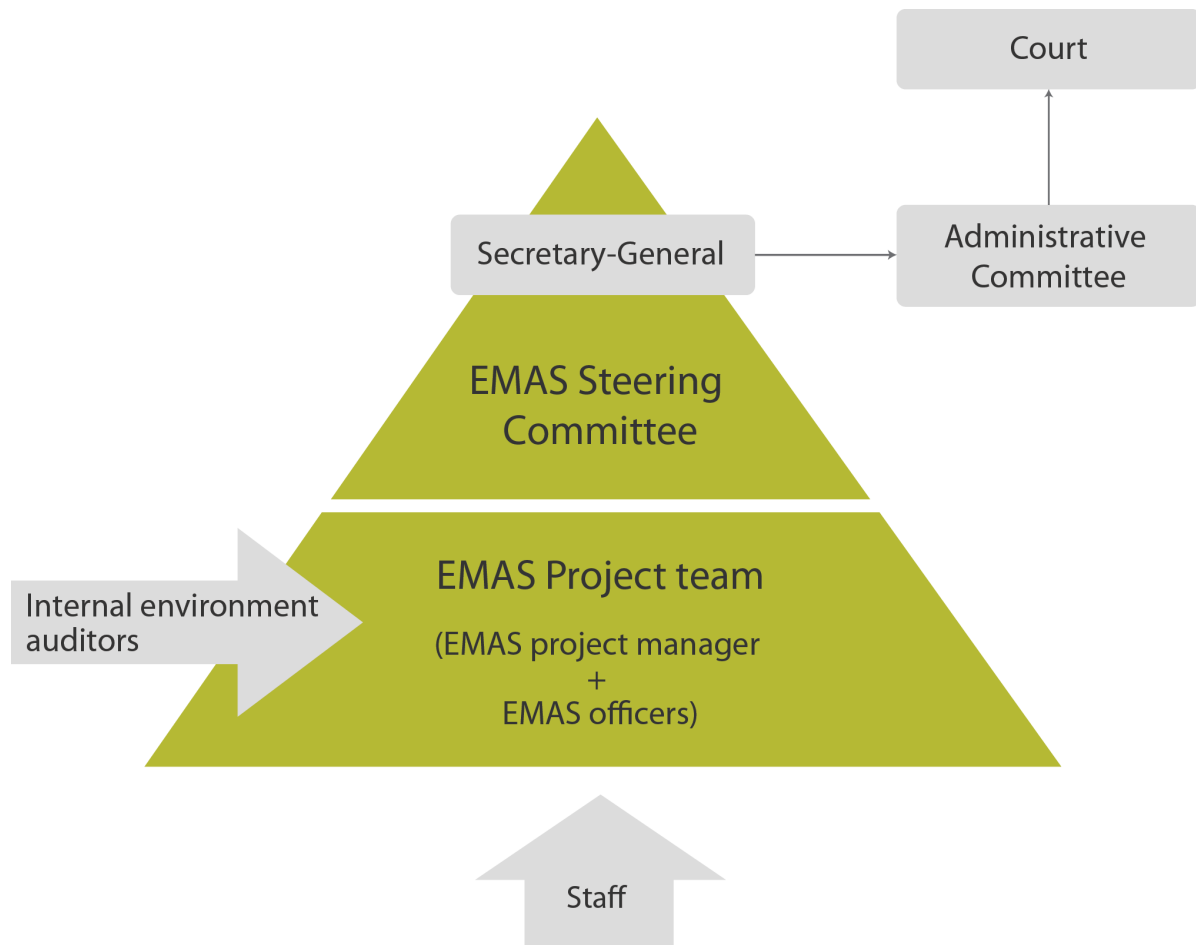 Court
Administrative
Committee
Secretary-General
EMAS Steering
Committee
EMAS Project team
(EMAS project manager
+
EMAS officers)
Internal environment
auditors
Staff